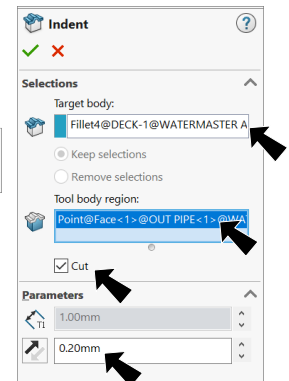 Indent
?
Selections
Target body:
Fillet4@DECK-1@WATERMASTER A
Keep selections
Remove selections
Tool body region:
Point@Face<1>@OUT PIPE<1>@WA
Cut
Parameters
T1
1.00mm
0.20mm